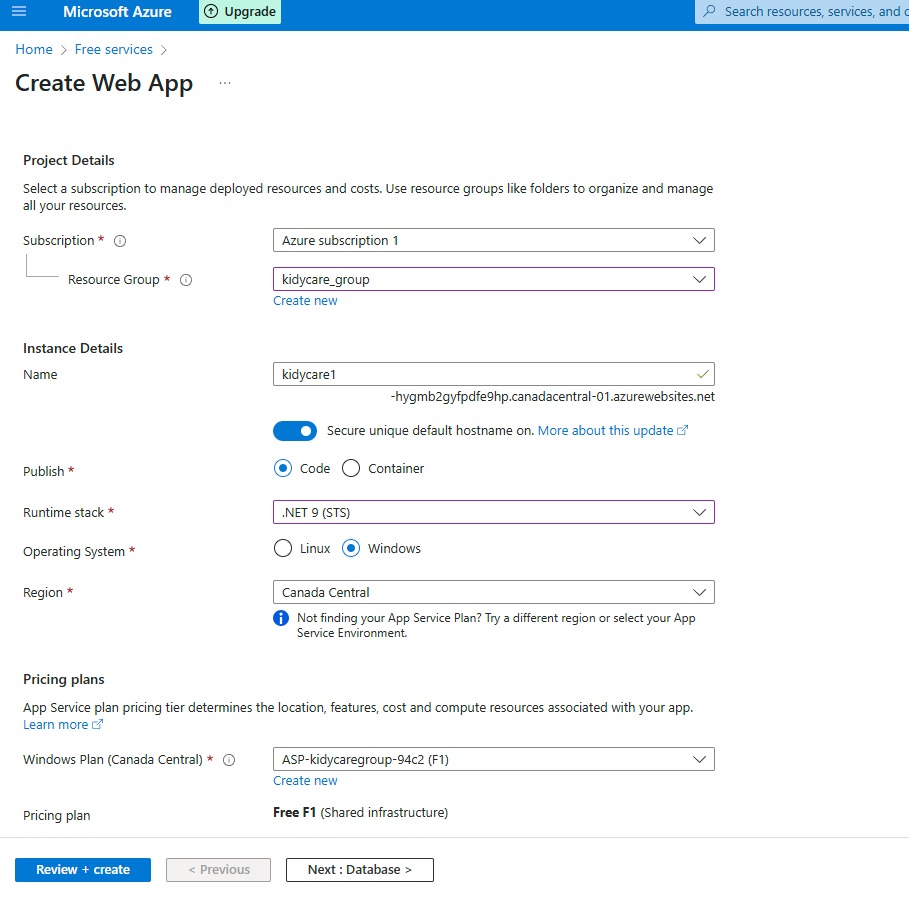 Microsoft Azure
Upgrade
Search resources, services, and
Home > Free services >
Create Web App ...
Project Details
Select a subscription to manage deployed resources and costs. Use resource groups like folders to organize and manage
all your resources.
Subscription *
Azure subscription 1
Resource Group *
kidycare_group
Create new
Instance Details
Name
kidycare1
-hygmb2gyfpdfe9hp.canadacentral-01.azurewebsites.net
Secure unique default hostname on. More about this update
Publish *
Code
Container
Runtime stack *
.NET 9 (STS)
Operating System *
Linux
Windows
Region *
Canada Central
Not finding your App Service Plan? Try a different region or select your App
Service Environment.
Pricing plans
App Service plan pricing tier determines the location, features, cost and compute resources associated with your app.
Learn more
Windows Plan (Canada Central) *
ASP-kidycaregroup-94c2 (F1)
Create new
Pricing plan
Free F1 (Shared infrastructure)
Review + create
< Previous
Next : Database >